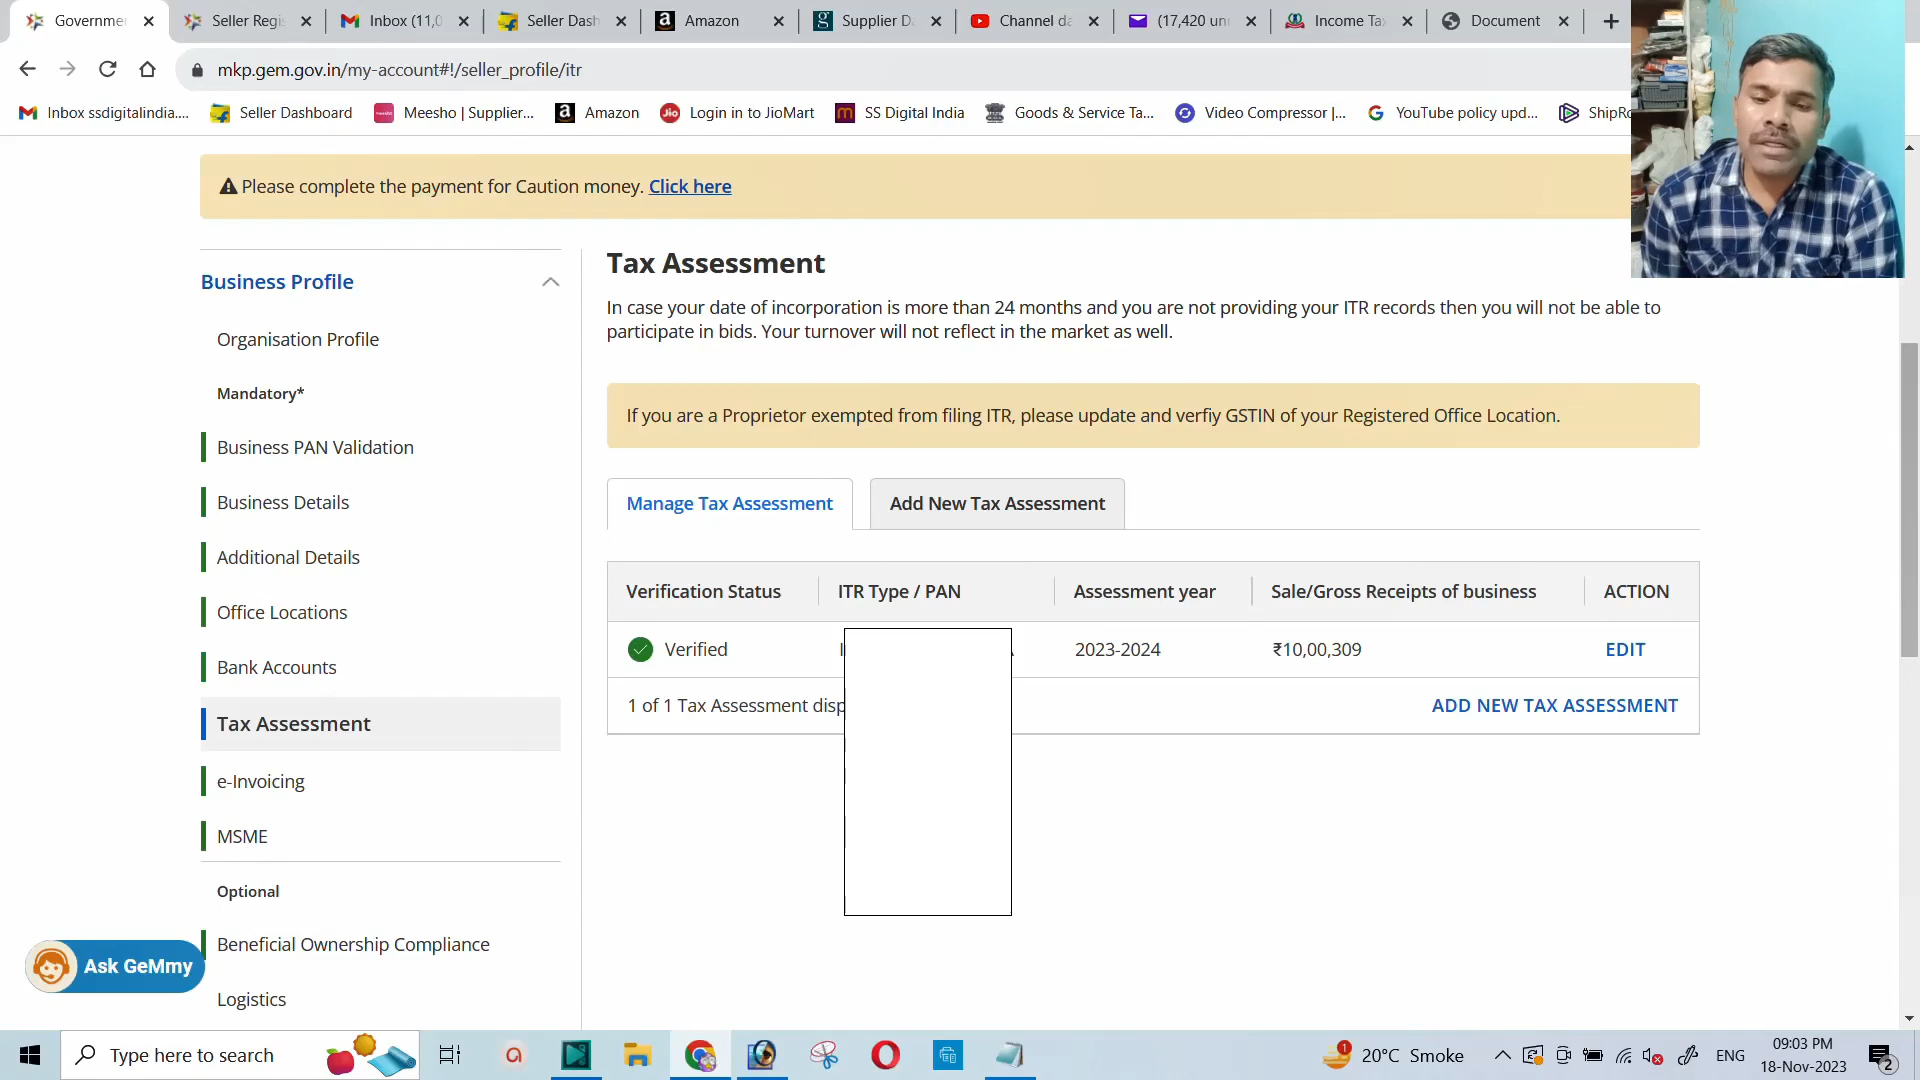 Governme
Seller Regi
Inbox (11,0
Seller Dash
Amazon
Supplier Da
Channel da
(17,420 unr
Income Tax
Document
mkp.gem.gov.in/my-account#!/seller_profile/itr
Inbox ssdigitalindia....
Seller Dashboard
Meesho | Supplier...
Amazon
Login in to JioMart
SS Digital India
Goods & Service Ta...
Video Compressor |...
YouTube policy upd...
ShipRo
Please complete the payment for Caution money. Click here
Business Profile
Organisation Profile
Mandatory*
Business PAN Validation
Business Details
Additional Details
Office Locations
Bank Accounts
Tax Assessment
e-Invoicing
MSME
Optional
Beneficial Ownership Compliance
Logistics
Ask GeMmy
Tax Assessment
In case your date of incorporation is more than 24 months and you are not providing your ITR records then you will not be able to
participate in bids. Your turnover will not reflect in the market as well.
If you are a Proprietor exempted from filing ITR, please update and verfiy GSTIN of your Registered Office Location.
Manage Tax Assessment
Add New Tax Assessment
Verification Status ITR Type / PAN Assessment year Sale/Gross Receipts of business ACTION
Verified 2023-2024 ₹10,00,309 EDIT
1 of 1 Tax Assessment disp ADD NEW TAX ASSESSMENT
Type here to search
1
20°C Smoke
ENG
09:03 PM
18-Nov-2023
2